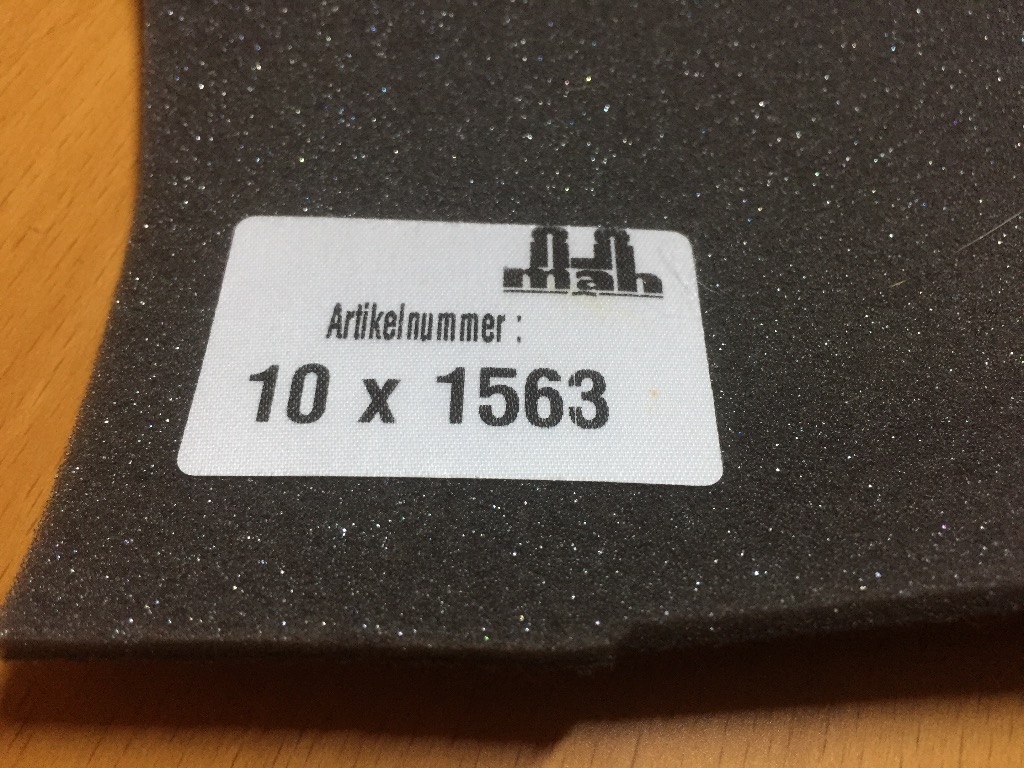 mah
Artikelnummer :
10 x 1563